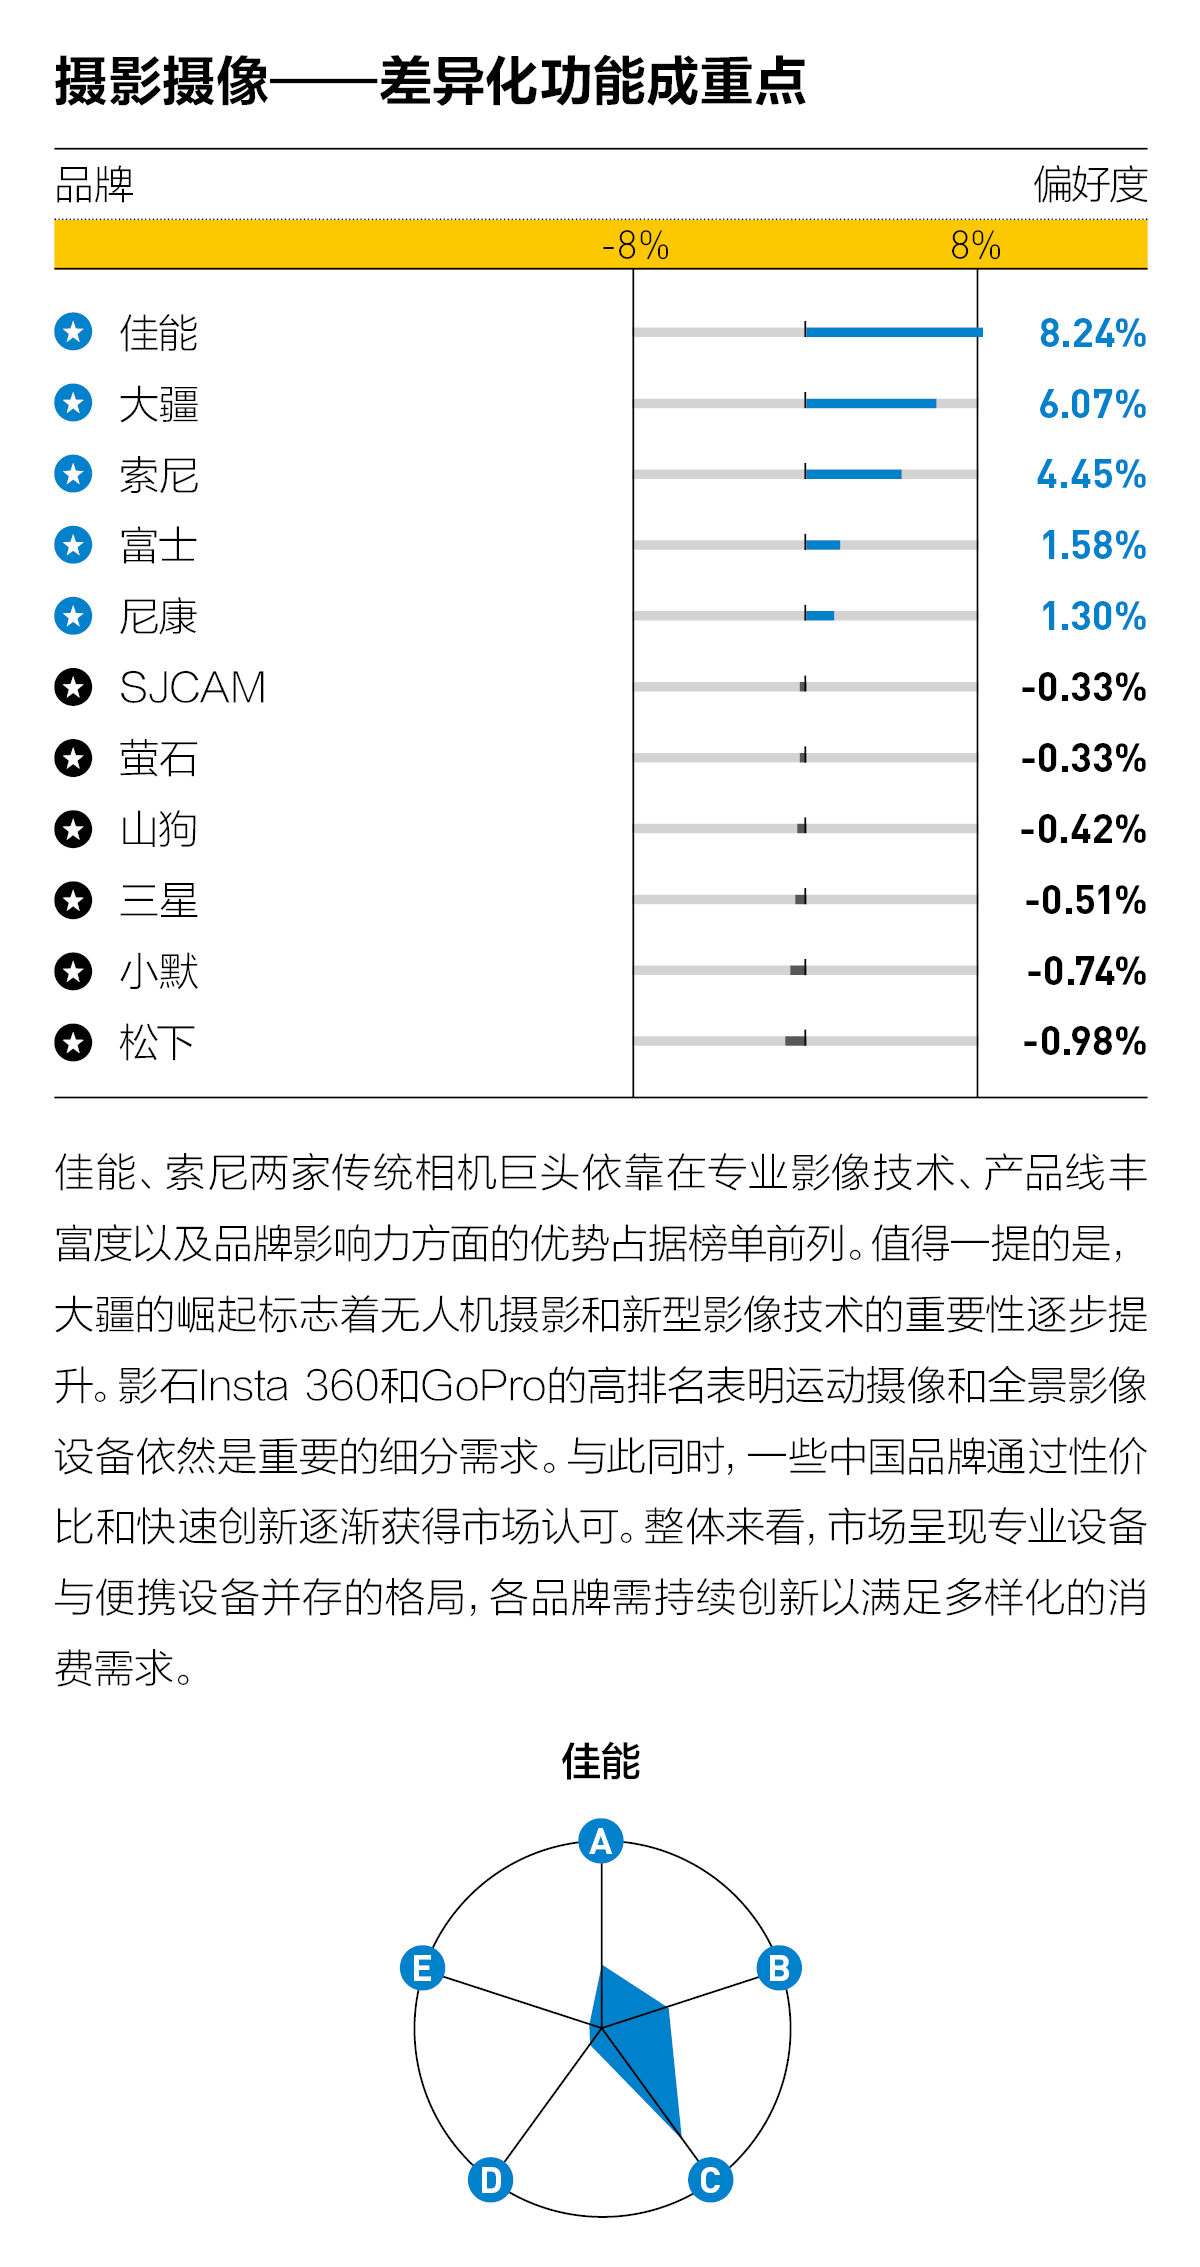 摄影摄像——差异化功能成重点
品牌 偏好度
-8% 8%
佳能 8.24%
大疆 6.07%
索尼 4.45%
富士 1.58%
尼康 1.30%
SJCAM -0.33%
萤石 -0.33%
山狗 -0.42%
三星 -0.51%
小默 -0.74%
松下 -0.98%
佳能、索尼两家传统相机巨头依靠在专业影像技术、产品线丰
富度以及品牌影响力方面的优势占据榜单前列。值得一提的是，
大疆的崛起标志着无人机摄影和新型影像技术的重要性逐步提
升。影石Insta 360和GoPro的高排名表明运动摄像和全景影像
设备依然是重要的细分需求。与此同时，一些中国品牌通过性价
比和快速创新逐渐获得市场认可。整体来看，市场呈现专业设备
与便携设备并存的格局，各品牌需持续创新以满足多样化的消
费需求。
佳能
A
E B
D C